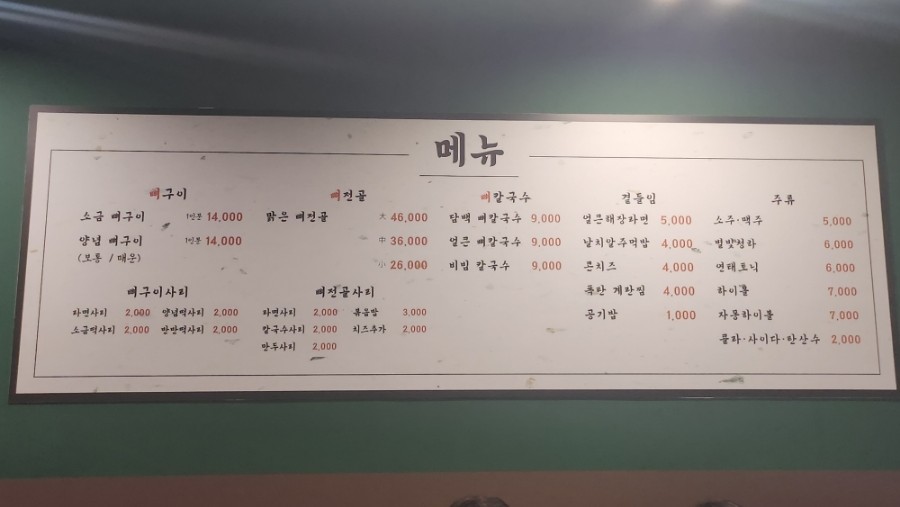 메뉴
뼈구이
소금 뼈구이 1인분 14,000
양념 뼈구이 1인분 14,000
(보통 / 매운)
뼈구이사리
라면사리 2,000 양념떡사리 2,000
소금떡사리 2,000 반반떡사리 2,000
뼈전골
맑은 뼈전골 大 46,000
中 36,000
小 26,000
뼈전골사리
라면사리 2,000 볶음밥 3,000
칼국수사리 2,000 치즈추가 2,000
만두사리 2,000
뼈칼국수
담백 뼈칼국수 9,000
얼큰 뼈칼국수 9,000
비빔 칼국수 9,000
곁들임
얼큰해장라면 5,000
날치알주먹밥 4,000
콘치즈 4,000
폭탄 계란찜 4,000
공기밥 1,000
주류
소주·맥주 5,000
별빛청하 6,000
연태토닉 6,000
하이볼 7,000
자몽하이볼 7,000
콜라·사이다·탄산수 2,000